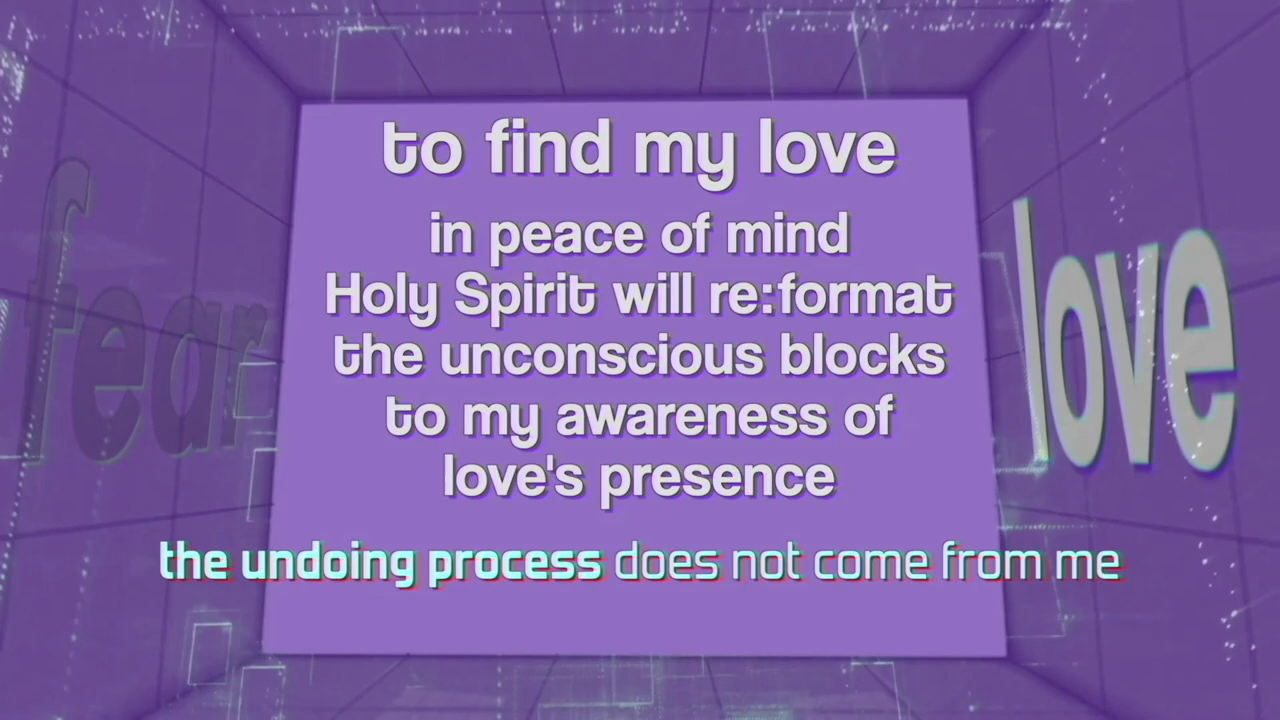 to find my love
in peace of mind
Holy Spirit will re:format
the unconscious blocks
to my awareness of
love's presence
the undoing process does not come from me
fear
love